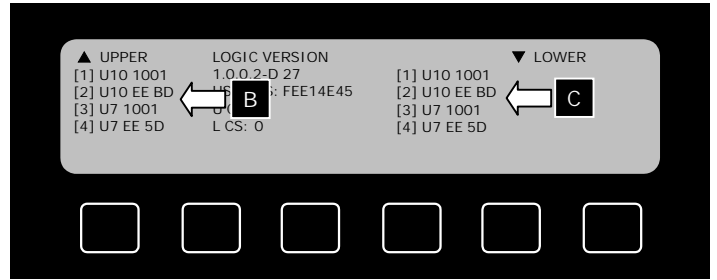 ▲ UPPER LOGIC VERSION ▼ LOWER
[1] U10 1001 1.0.0.2-D 27 [1] U10 1001
[2] U10 EE BD FEE14E45 [2] U10 EE BD
[3] U7 1001 [3] U7 1001
[4] U7 EE 5D L CS: 0 [4] U7 EE 5D
B
C